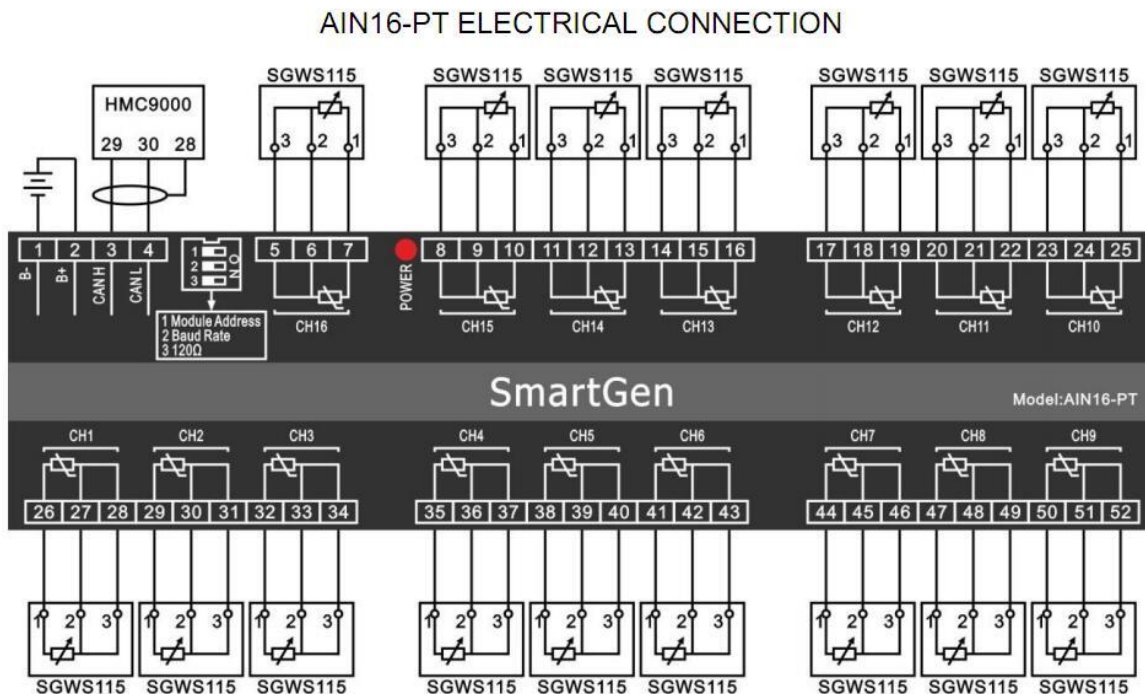 AIN16-PT ELECTRICAL CONNECTION
SGWS115 SGWS115 SGWS115 SGWS115 SGWS115 SGWS115 SGWS115
HMC9000
29 30 28
3 2 1 3 2 1 3 2 1 3 2 1 3 2 1 3 2 1 3 2 1
1 2 3 4 5 6 7 8 9 10 11 12 13 14 15 16 17 18 19 20 21 22 23 24 25
B- B+ CAN H CAN L
1
2
3
ON
POWER
CH16 CH15 CH14 CH13 CH12 CH11 CH10
1 Module Address
2 Baud Rate
3 120Ω
SmartGen
Model:AIN16-PT
CH1 CH2 CH3 CH4 CH5 CH6 CH7 CH8 CH9
26 27 28 29 30 31 32 33 34 35 36 37 38 39 40 41 42 43 44 45 46 47 48 49 50 51 52
1 2 3 1 2 3 1 2 3 1 2 3 1 2 3 1 2 3 1 2 3 1 2 3 1 2 3
SGWS115 SGWS115 SGWS115 SGWS115 SGWS115 SGWS115 SGWS115 SGWS115 SGWS115